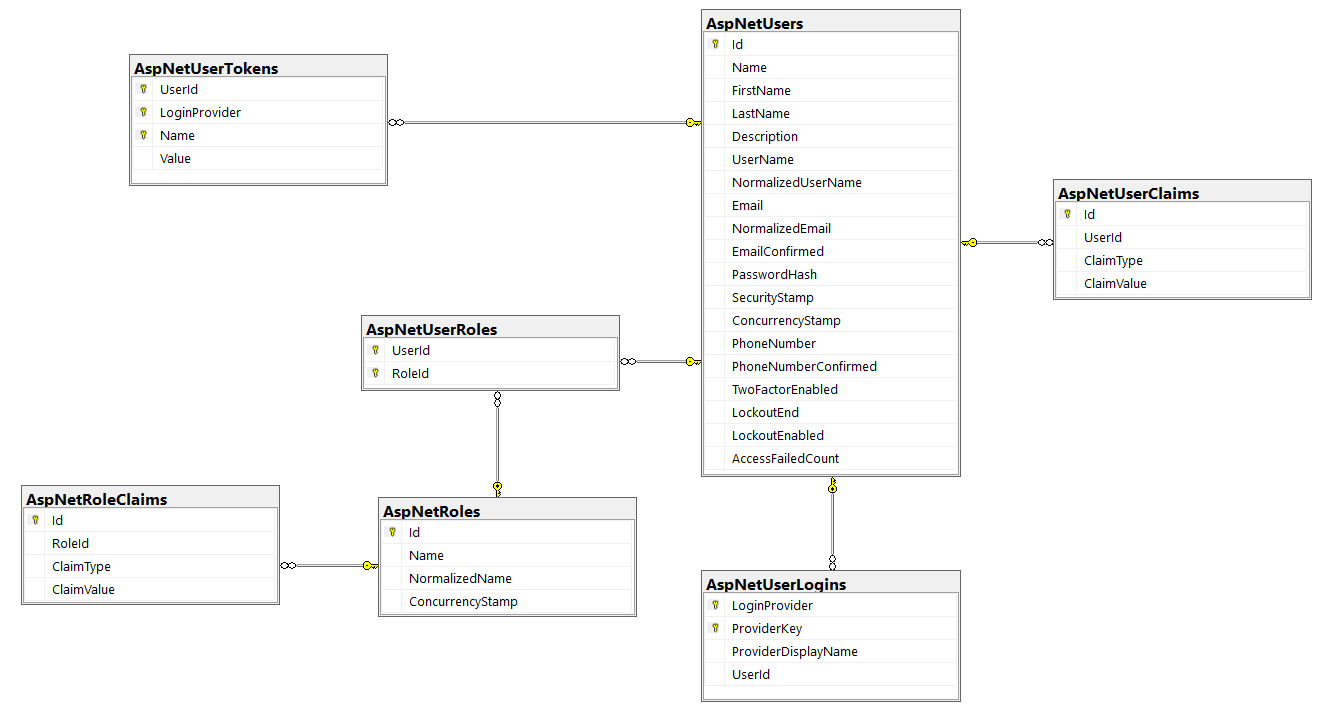 AspNetUserTokens
UserId
LoginProvider
Name
Value
AspNetUsers
Id
Name
FirstName
LastName
Description
UserName
NormalizedUserName
Email
NormalizedEmail
EmailConfirmed
PasswordHash
SecurityStamp
ConcurrencyStamp
PhoneNumber
PhoneNumberConfirmed
TwoFactorEnabled
LockoutEnd
LockoutEnabled
AccessFailedCount
AspNetUserClaims
Id
UserId
ClaimType
ClaimValue
AspNetUserRoles
UserId
RoleId
AspNetRoleClaims
Id
RoleId
ClaimType
ClaimValue
AspNetRoles
Id
Name
NormalizedName
ConcurrencyStamp
AspNetUserLogins
LoginProvider
ProviderKey
ProviderDisplayName
UserId